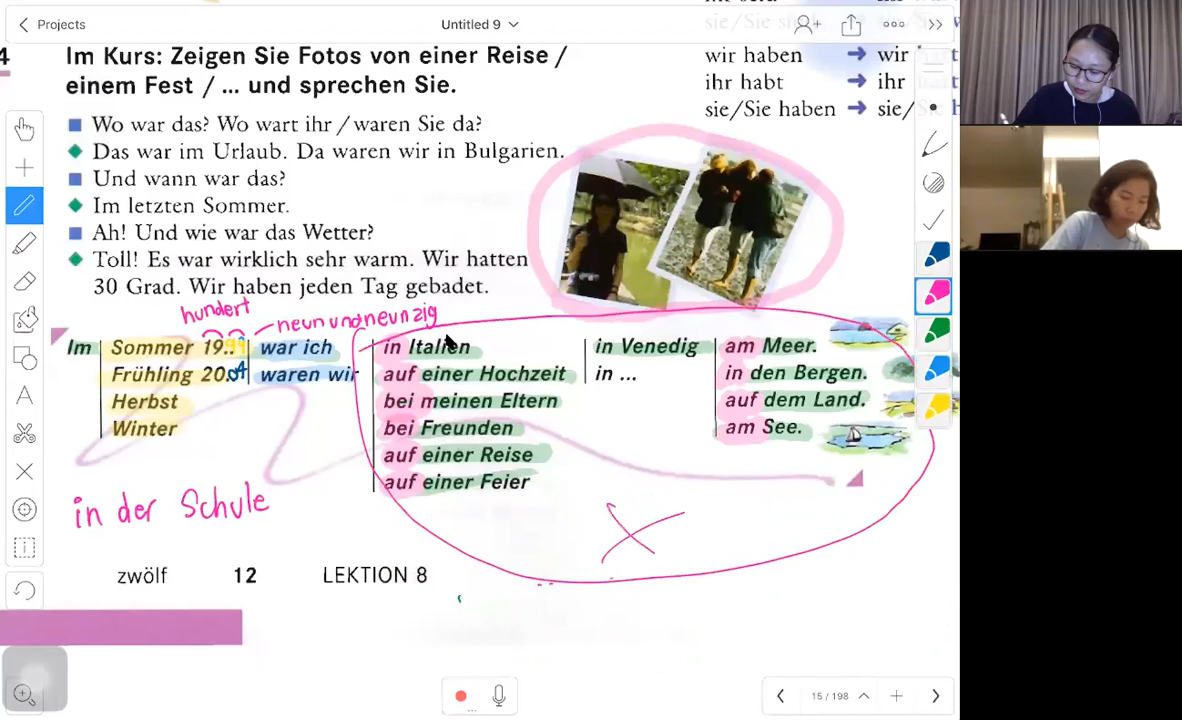 Projects
Untitled 9
4
Im Kurs: Zeigen Sie Fotos von einer Reise /
einem Fest / ... und sprechen Sie.
Wo war das? Wo wart ihr / waren Sie da?
Das war im Urlaub. Da waren wir in Bulgarien.
Und wann war das?
Im letzten Sommer.
Ah! Und wie war das Wetter?
Toll! Es war wirklich sehr warm. Wir hatten
30 Grad. Wir haben jeden Tag gebadet.
sie/Sie
wir haben → wir
ihr habt → ihr
sie/Sie haben → sie/
hundert
neunundneunzig
Im Sommer 19.. war ich in Italien in Venedig am Meer.
Frühling 20.. waren wir auf einer Hochzeit in ... in den Bergen.
Herbst bei meinen Eltern auf dem Land.
Winter bei Freunden am See.
auf einer Reise
auf einer Feier
in der Schule
zwölf 12 LEKTION 8
15 / 198